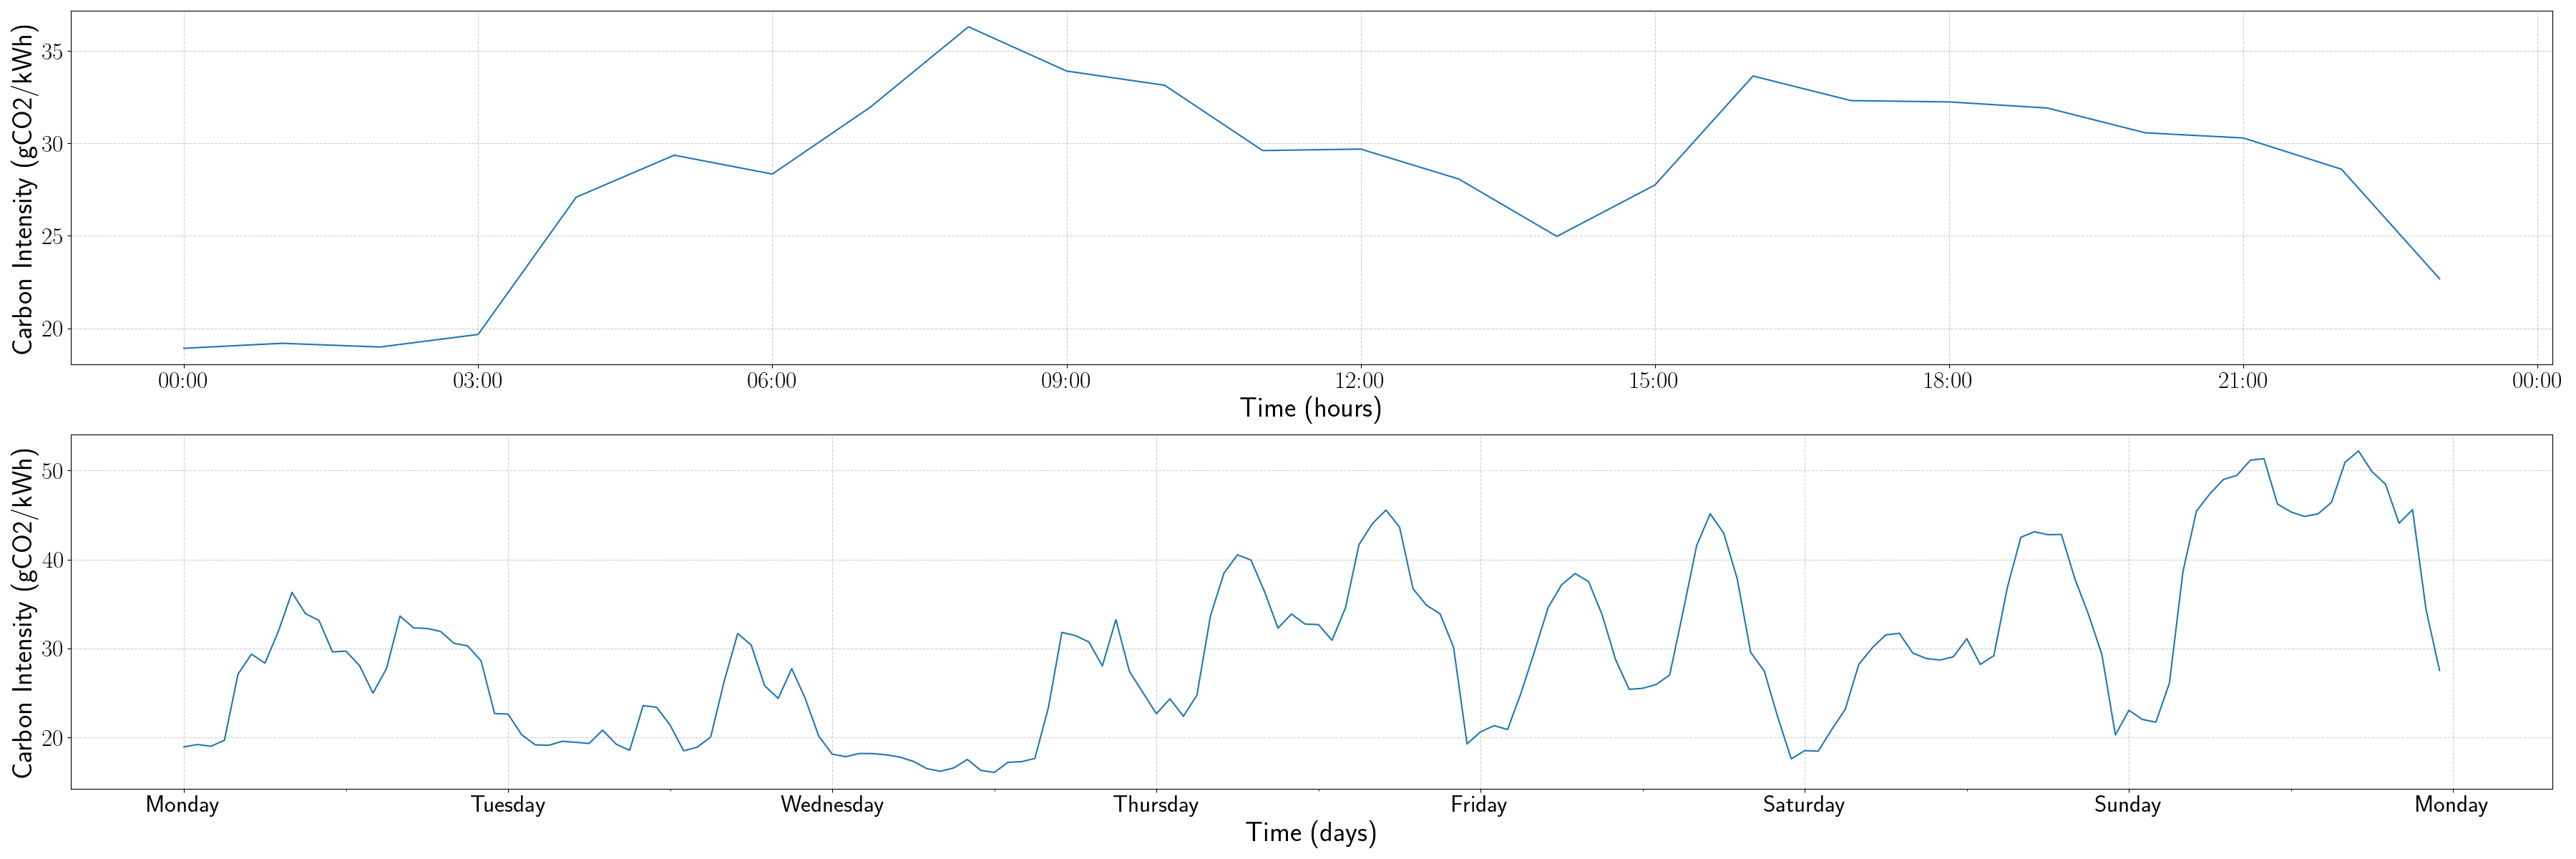 Carbon Intensity (gCO2/kWh)
35
30
25
20
00:00 03:00 06:00 09:00 12:00 15:00 18:00 21:00 00:00
Time (hours)
Carbon Intensity (gCO2/kWh)
50
40
30
20
Monday Tuesday Wednesday Thursday Friday Saturday Sunday Monday
Time (days)